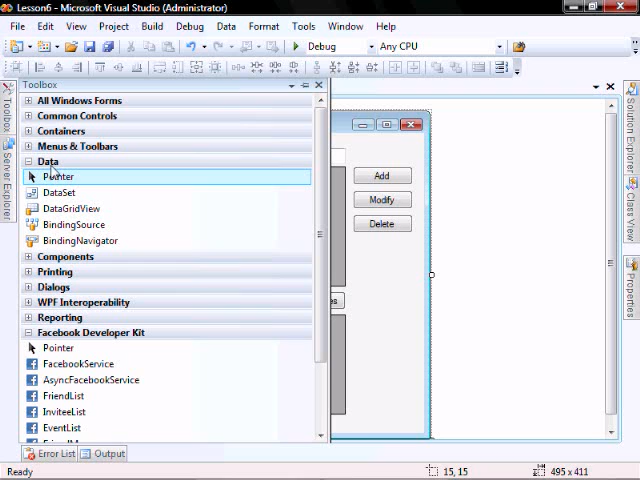 Lesson6 - Microsoft Visual Studio (Administrator)
File Edit View Project Build Debug Data Format Tools Window Help
Debug Any CPU
Toolbox
All Windows Forms
Common Controls
Containers
Menus & Toolbars
Data
Pointer
DataSet
DataGridView
BindingSource
BindingNavigator
Components
Printing
Dialogs
WPF Interoperability
Reporting
Facebook Developer Kit
Pointer
FacebookService
AsyncFacebookService
FriendList
InviteeList
EventList
Toolbox
Server Explorer
Add
Modify
Delete
Solution Explorer
Class View
Properties
Error List Output
Ready 15, 15 495 x 411